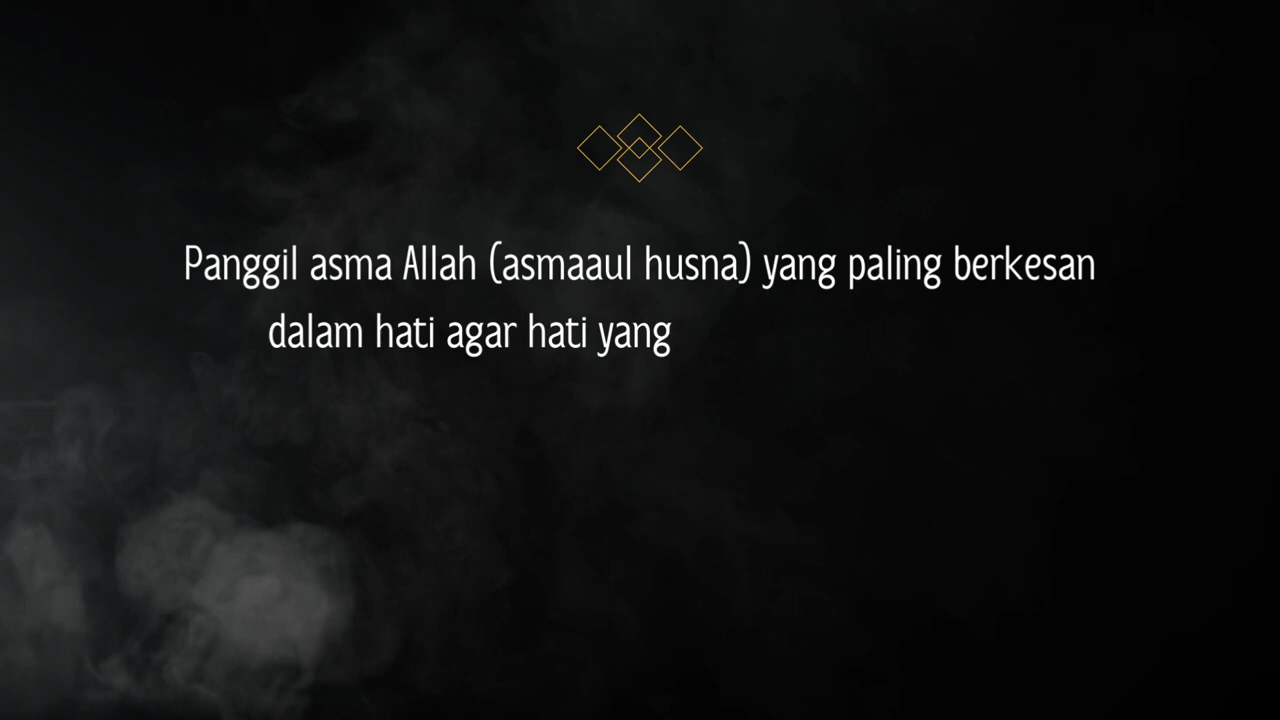 Panggil asma Allah (asmaaul husna) yang paling berkesan
dalam hati agar hati yang